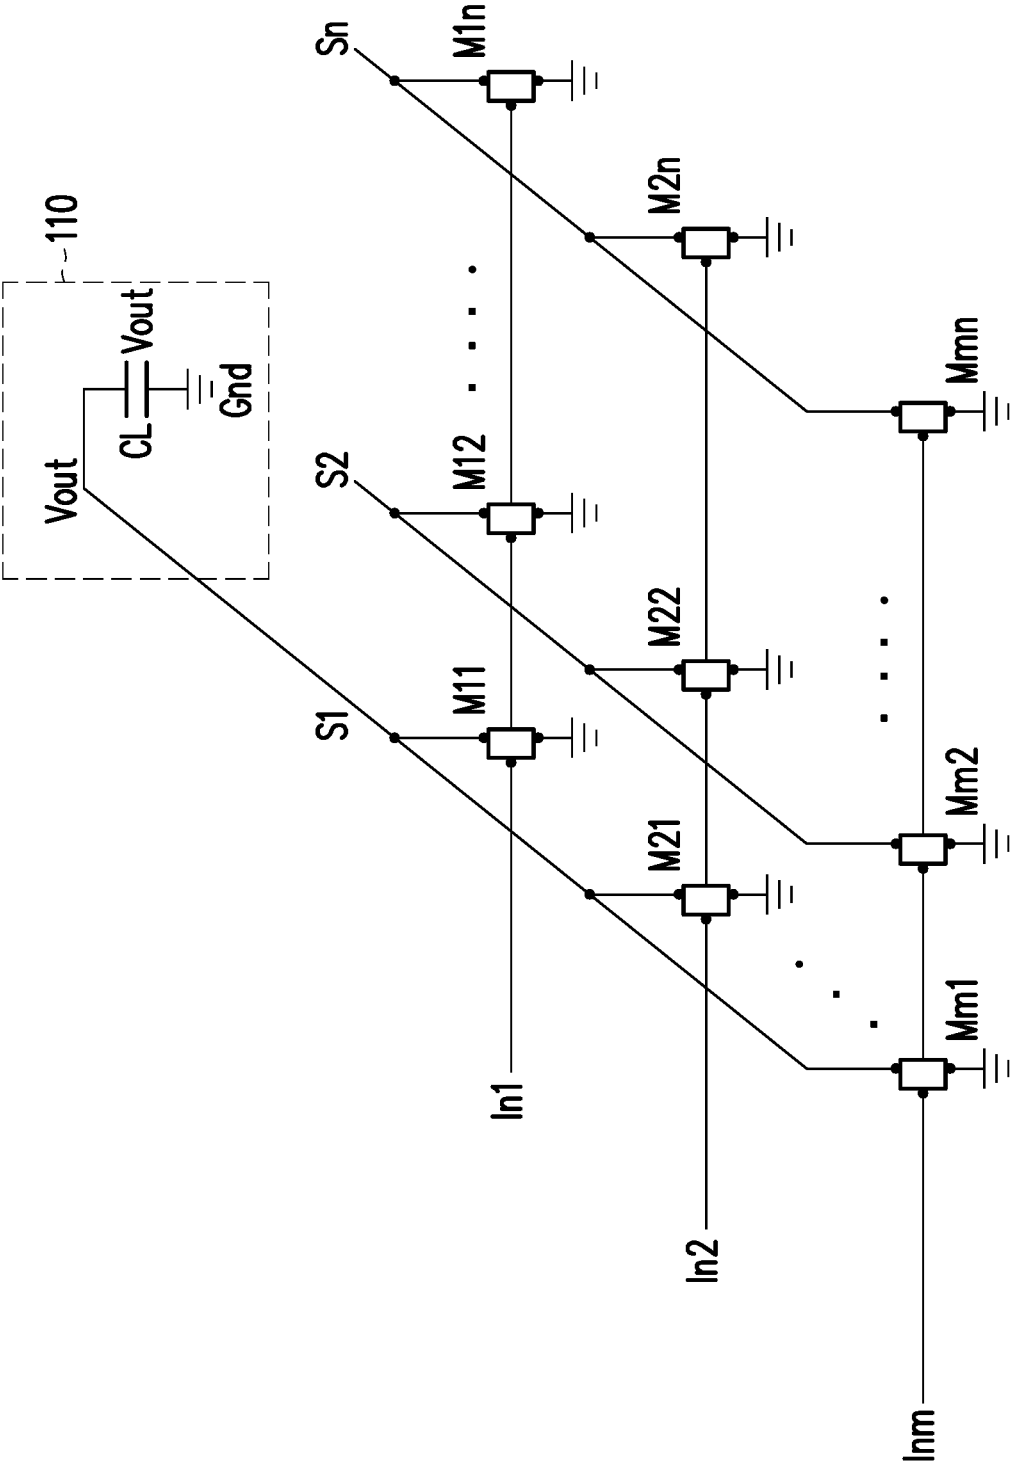 110
Vout
CL
Vout
Gnd
S1
S2
Sn
In1
M11
M12
M1n
In2
M21
M22
M2n
Inm
Mm1
Mm2
Mmn